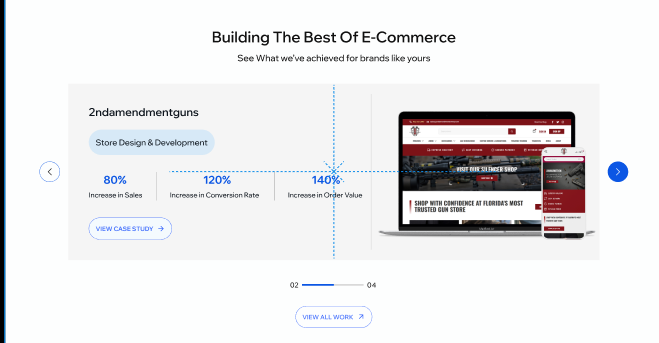 Building The Best Of E-Commerce
See What we've achieved for brands like yours
2ndamendmentguns
Store Design & Development
80%
Increase in Sales
120%
Increase in Conversion Rate
140%
Increase in Order Value
VIEW CASE STUDY
VISIT OUR SILENCER SHOP
SHOP WITH CONFIDENCE AT FLORIDA'S MOST
TRUSTED GUN STORE
02
04
VIEW ALL WORK